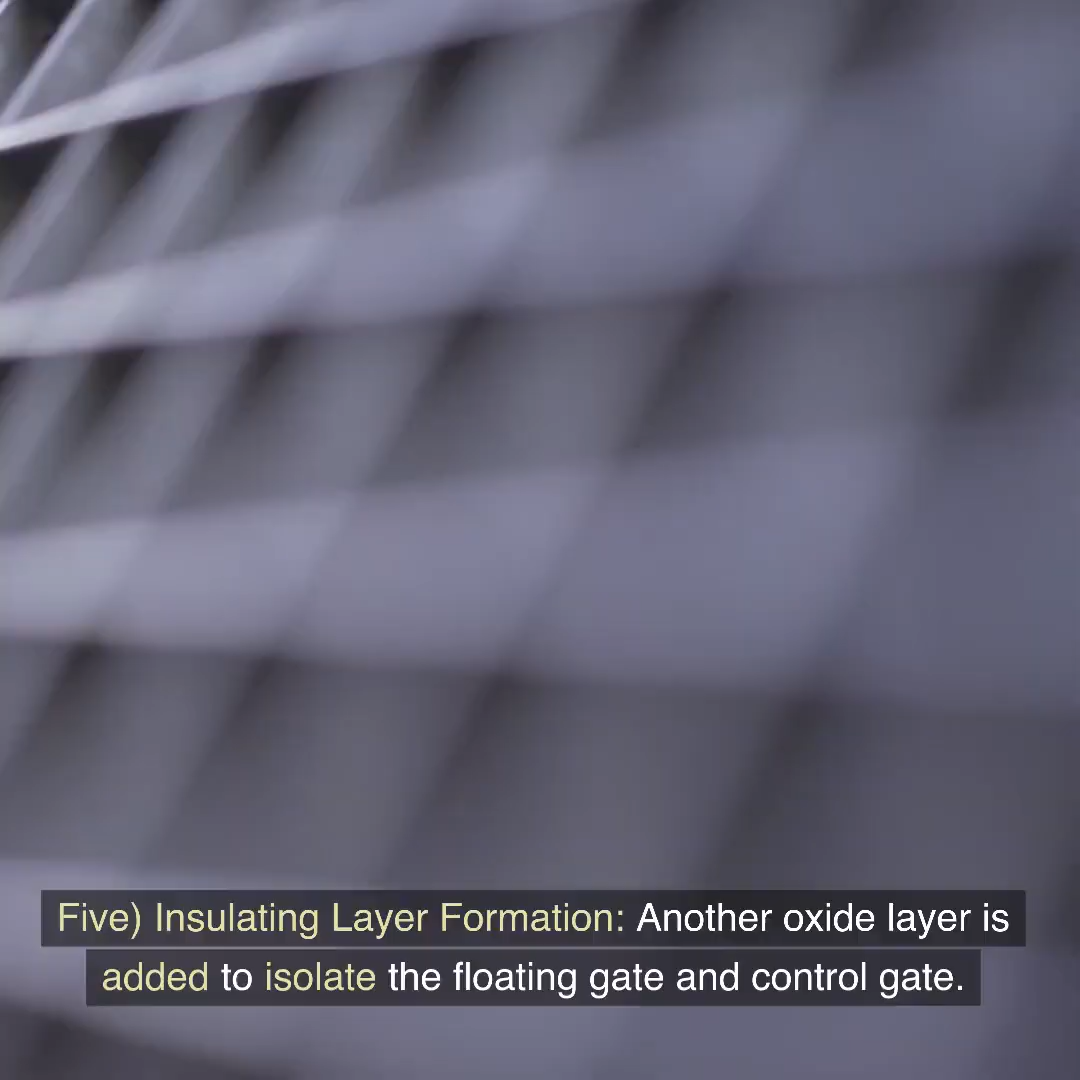 Five) Insulating Layer Formation: Another oxide layer is
added to isolate the floating gate and control gate.